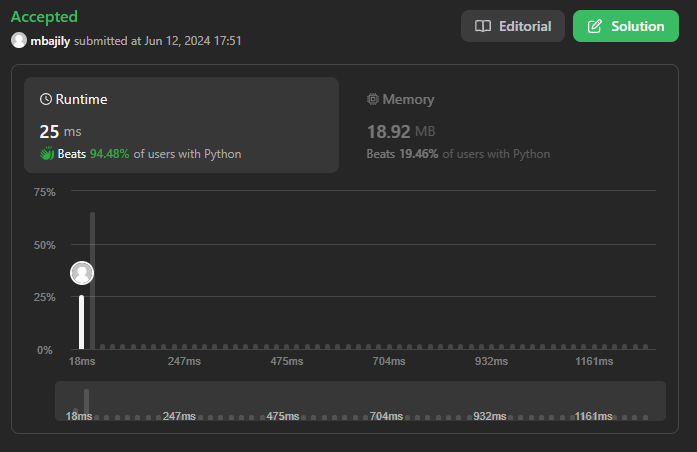 Accepted
Editorial
Solution
mbajily submitted at Jun 12, 2024 17:51
Runtime
25 ms
Beats 94.48% of users with Python
Memory
18.92 MB
Beats 19.46% of users with Python
75%
50%
25%
0%
18ms 247ms 475ms 704ms 932ms 1161ms
18ms 247ms 475ms 704ms 932ms 1161ms